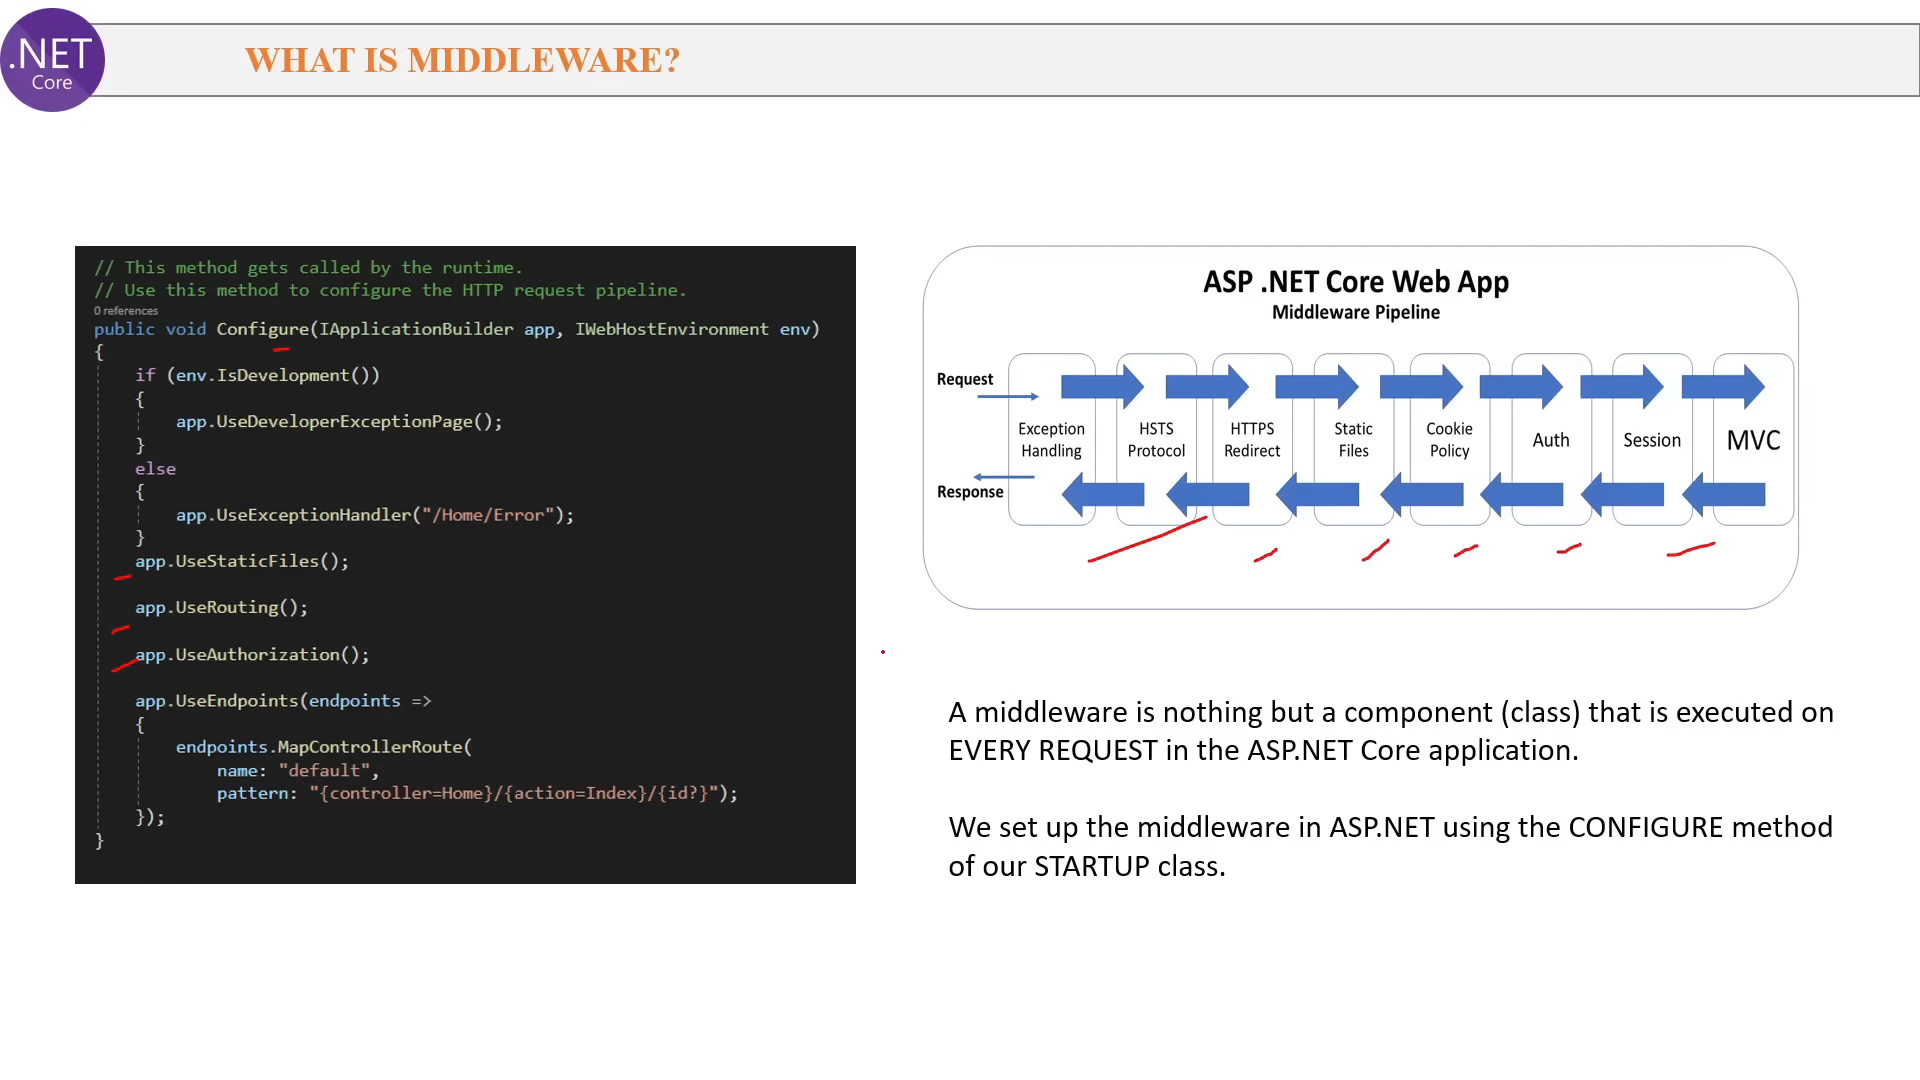 .NET
Core
WHAT IS MIDDLEWARE?
// This method gets called by the runtime.
// Use this method to configure the HTTP request pipeline.
0 references
public void Configure(IApplicationBuilder app, IWebHostEnvironment env)
{
if (env.IsDevelopment())
{
app.UseDeveloperExceptionPage();
}
else
{
app.UseExceptionHandler("/Home/Error");
}
app.UseStaticFiles();
app.UseRouting();
app.UseAuthorization();
app.UseEndpoints(endpoints =>
{
endpoints.MapControllerRoute(
name: "default",
pattern: "{controller=Home}/{action=Index}/{id?}");
});
}
ASP .NET Core Web App
Middleware Pipeline
Request
Response
Exception
Handling
HSTS
Protocol
HTTPS
Redirect
Static
Files
Cookie
Policy
Auth
Session
MVC
A middleware is nothing but a component (class) that is executed on
EVERY REQUEST in the ASP.NET Core application.
We set up the middleware in ASP.NET using the CONFIGURE method
of our STARTUP class.